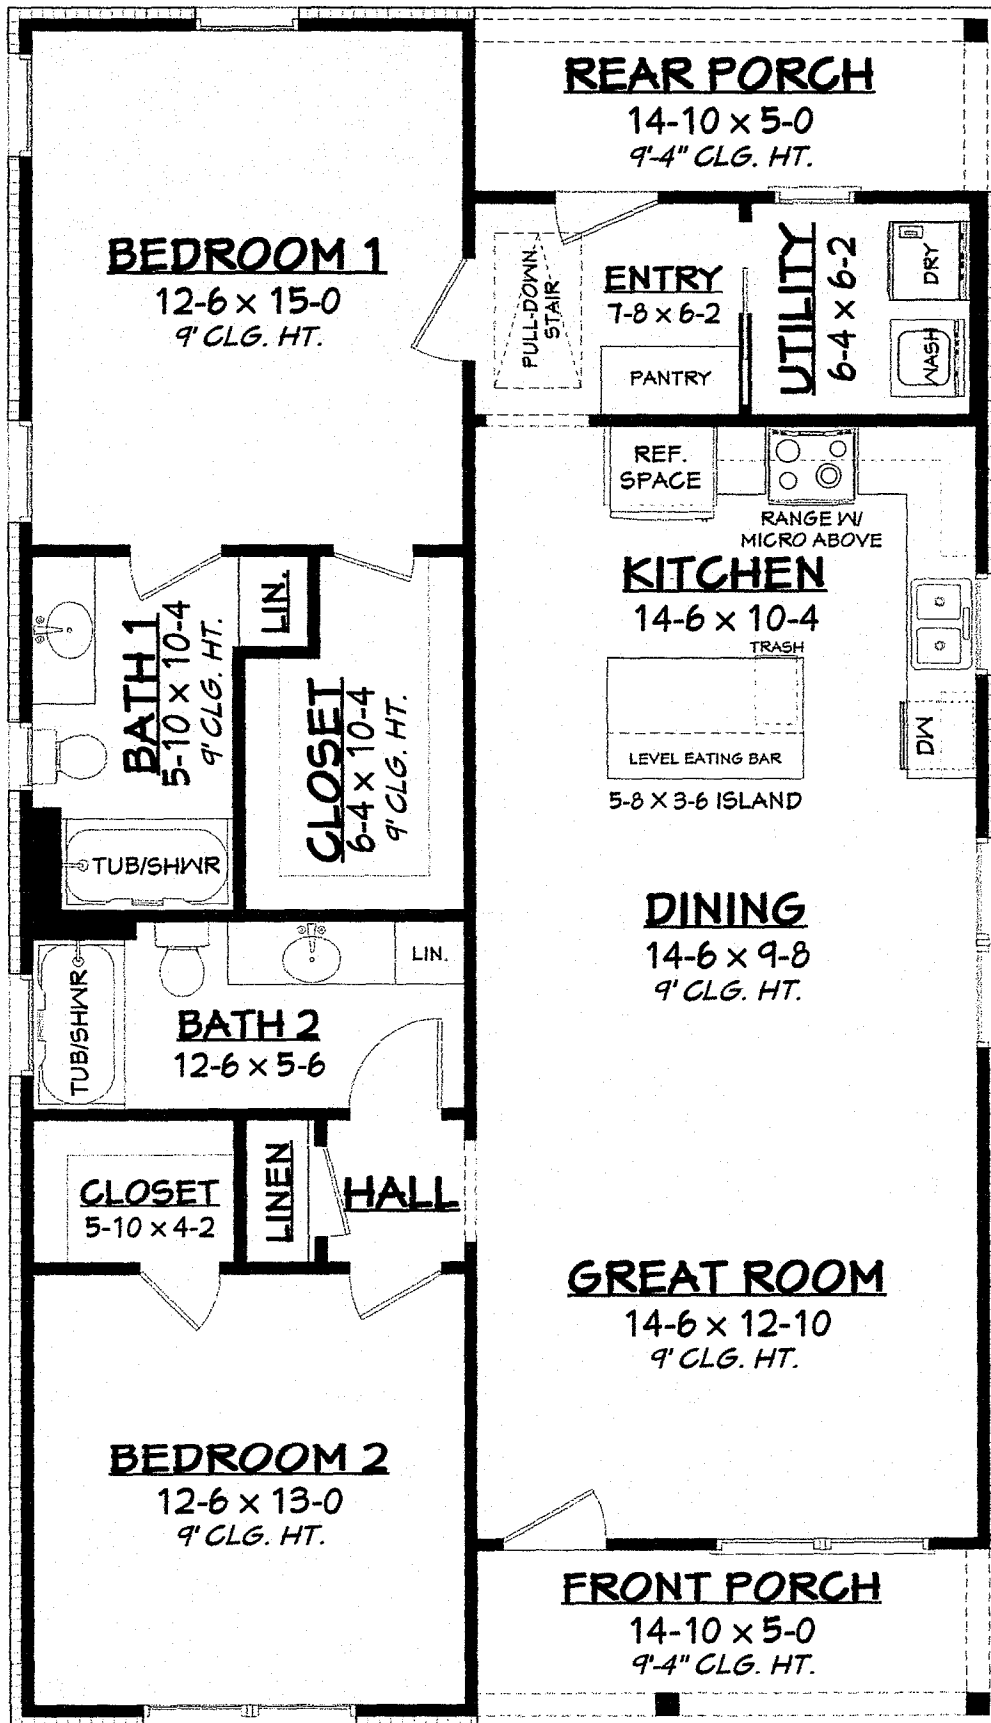 REAR PORCH
14-10 x 5-0
9'-4" CLG. HT.
BEDROOM 1
12-6 x 15-0
9' CLG. HT.
PULL-DOWN
STAIR
ENTRY
7-8 x 6-2
PANTRY
UTILITY
6-4 x 6-2
DRY
WASH
REF.
SPACE
RANGE W/
MICRO ABOVE
KITCHEN
14-6 x 10-4
TRASH
LEVEL EATING BAR
5-8 X 3-6 ISLAND
DW
LIN.
BATH 1
5-10 x 10-4
9' CLG. HT.
TUB/SHWR
CLOSET
6-4 x 10-4
9' CLG. HT.
DINING
14-6 x 9-8
9' CLG. HT.
LIN.
TUB/SHWR
BATH 2
12-6 x 5-6
CLOSET
5-10 x 4-2
LINEN
HALL
GREAT ROOM
14-6 x 12-10
9' CLG. HT.
BEDROOM 2
12-6 x 13-0
9' CLG. HT.
FRONT PORCH
14-10 x 5-0
9'-4" CLG. HT.